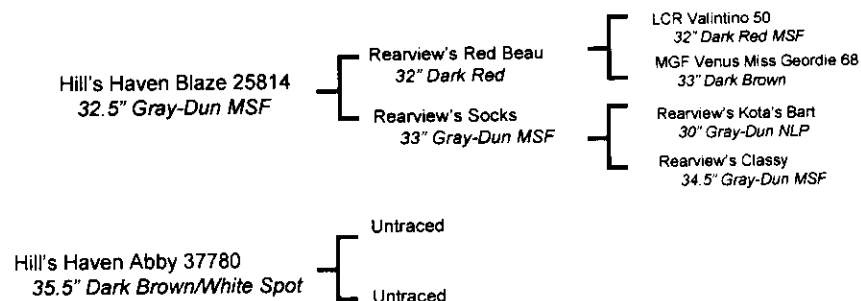 LCR Valintino 50
32" Dark Red MSF
Rearview's Red Beau
32" Dark Red
MGF Venus Miss Geordie 68
33" Dark Brown
Hill's Haven Blaze 25814
32.5" Gray-Dun MSF
Rearview's Socks
33" Gray-Dun MSF
Rearview's Kota's Bart
30" Gray-Dun NLP
Rearview's Classy
34.5" Gray-Dun MSF
Untraced
Hill's Haven Abby 37780
35.5" Dark Brown/White Spot
Untraced